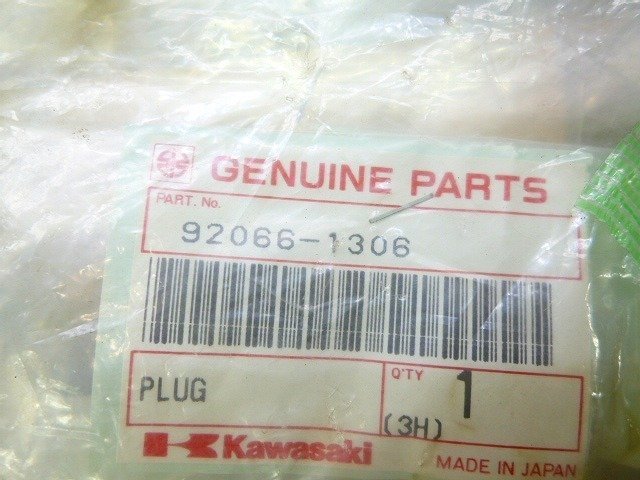 GENUINE PARTS
PART. No.
92066-1306
PLUG
Q'TY
1
(3H)
Kawasaki
MADE IN JAPAN